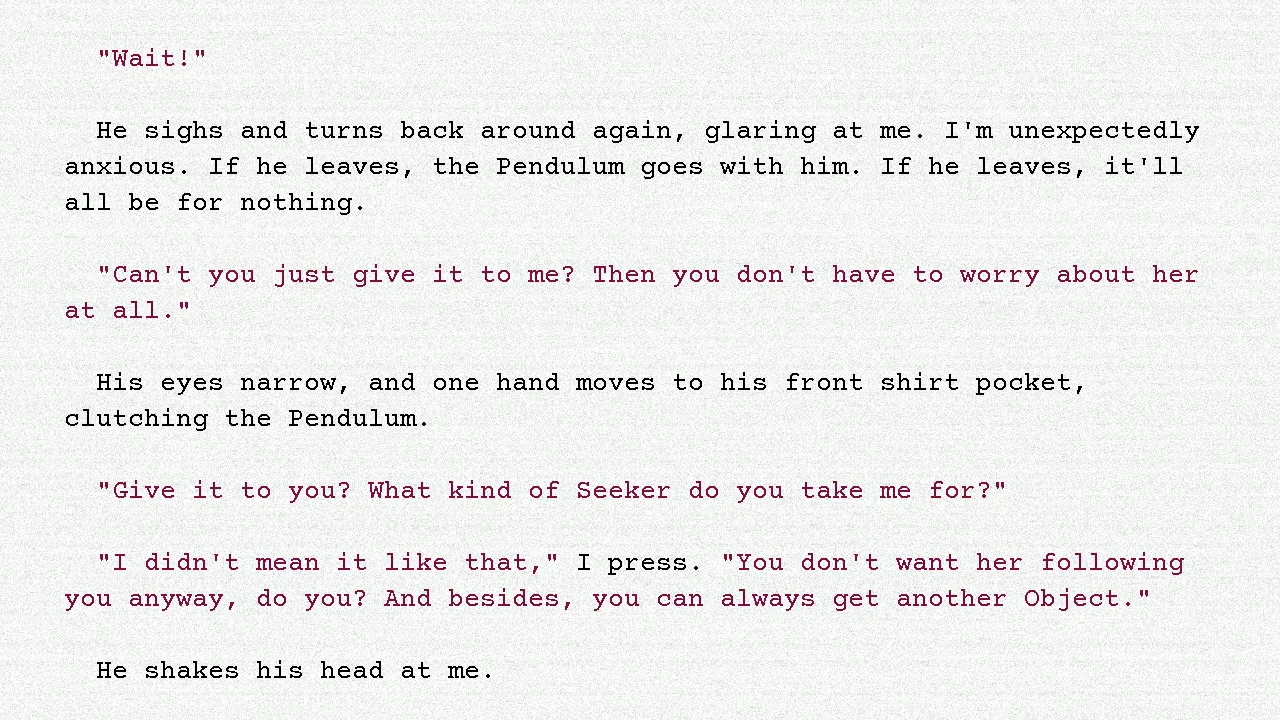 "Wait!"
He sighs and turns back around again, glaring at me. I'm unexpectedly
anxious. If he leaves, the Pendulum goes with him. If he leaves, it'll
all be for nothing.
"Can't you just give it to me? Then you don't have to worry about her
at all."
His eyes narrow, and one hand moves to his front shirt pocket,
clutching the Pendulum.
"Give it to you? What kind of Seeker do you take me for?"
"I didn't mean it like that," I press. "You don't want her following
you anyway, do you? And besides, you can always get another Object."
He shakes his head at me.